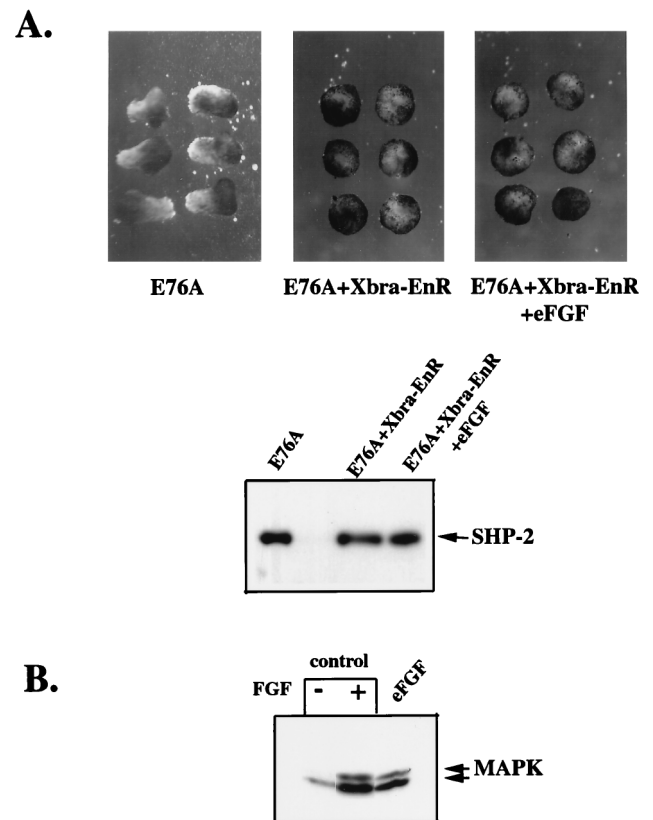 A.
E76A
E76A+Xbra-EnR
E76A+Xbra-EnR
+eFGF
E76A
E76A+Xbra-EnR
E76A+Xbra-EnR
+eFGF
SHP-2
B.
control
FGF - + eFGF
MAPK